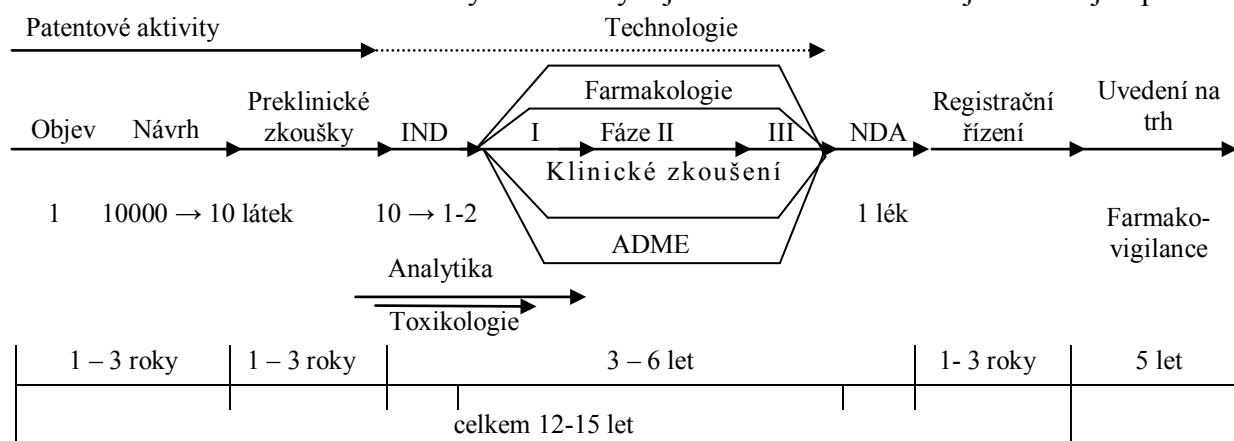 Patentové aktivity Technologie
Preklinické zkoušky
Farmakologie
Registrační řízení
Uvedení na trh
Objev Návrh IND I Fáze II III NDA
Klinické zkoušení
1 10000 → 10 látek 10 → 1-2 1 lék
ADME
Farmako-
vigilance
Analytika
Toxikologie
1 – 3 roky 1 – 3 roky 3 – 6 let 1- 3 roky 5 let
celkem 12-15 let